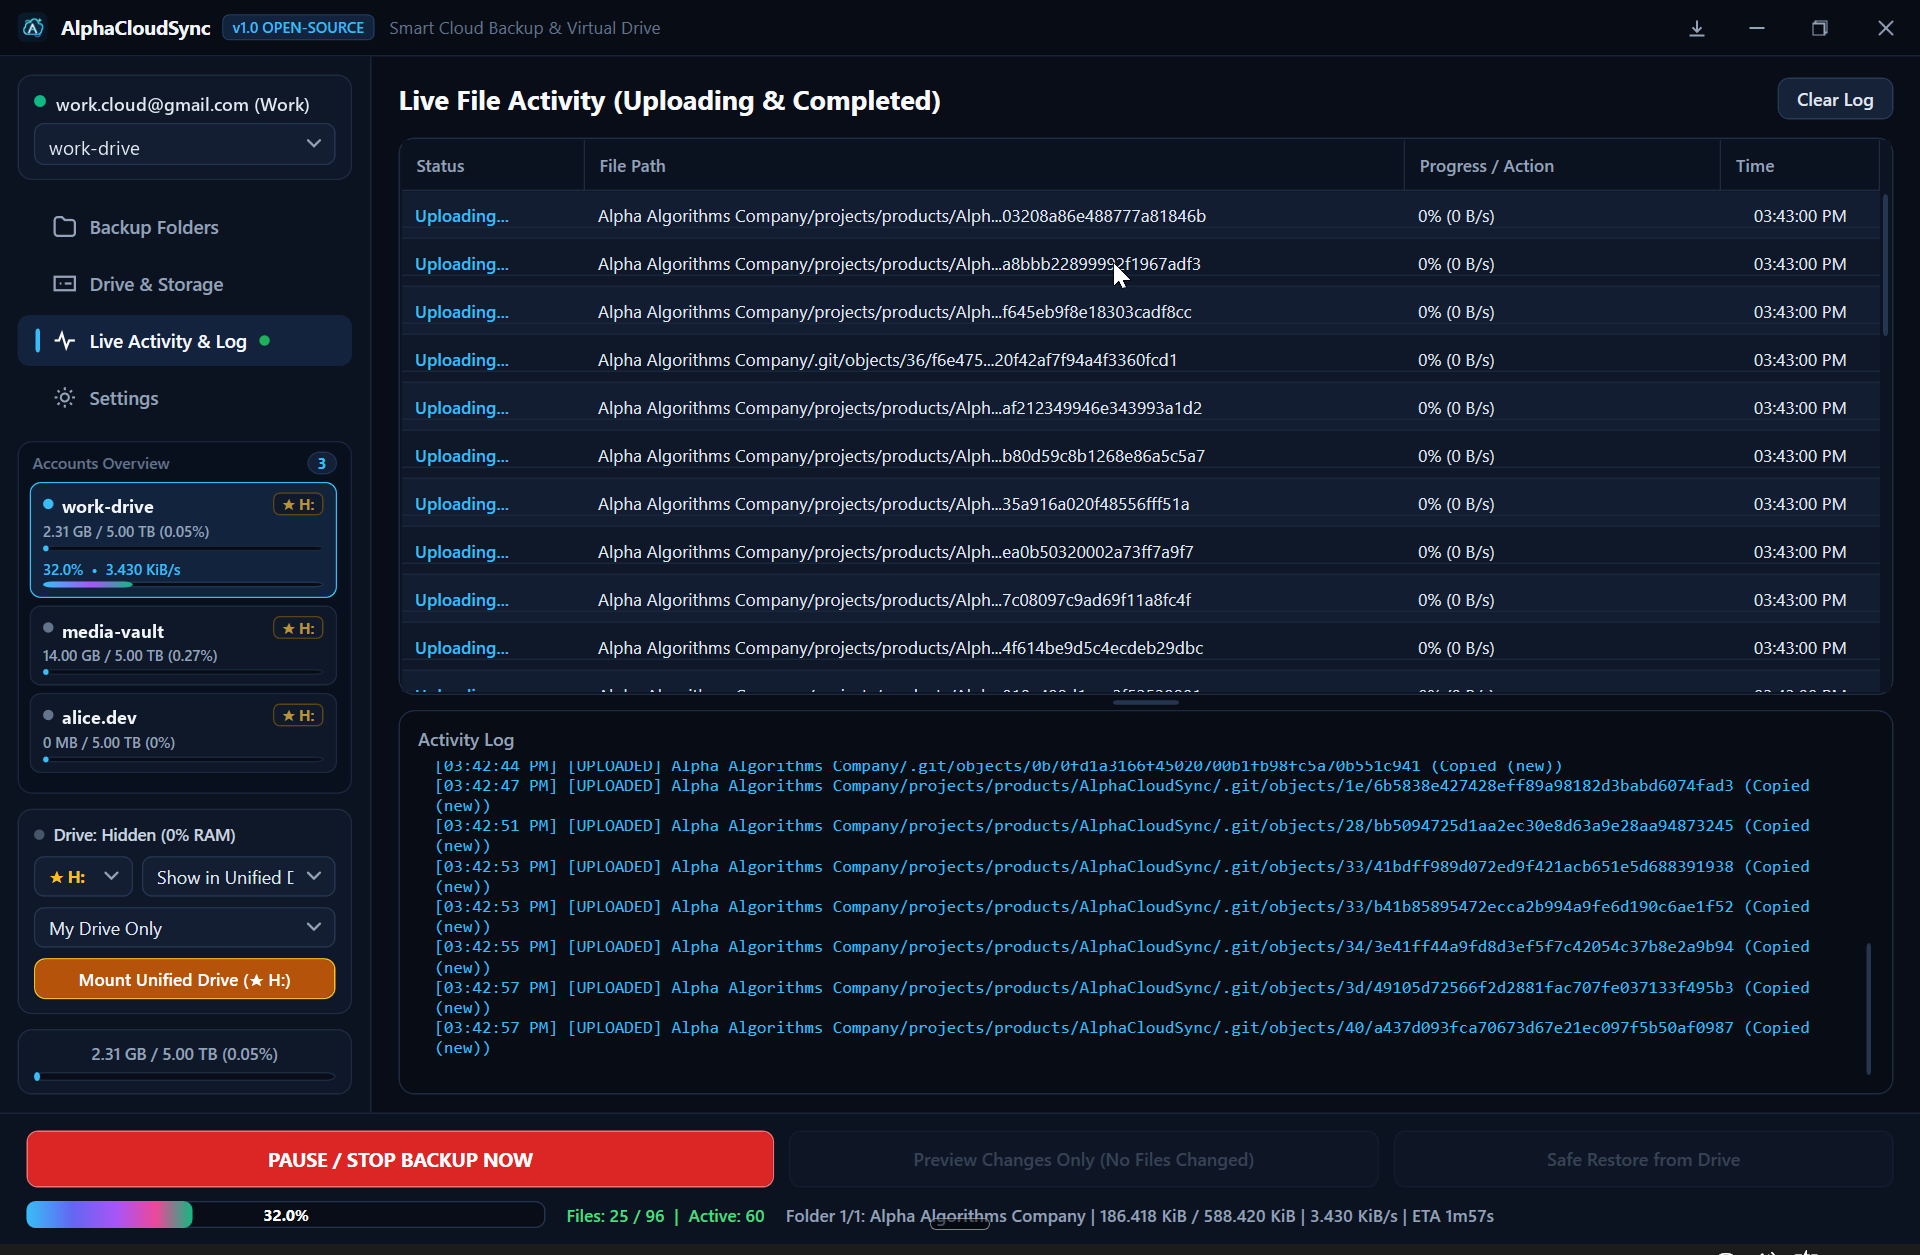 AlphaCloudSync
v1.0 OPEN-SOURCE
Smart Cloud Backup & Virtual Drive
work.cloud@gmail.com (Work)
work-drive
Backup Folders
Drive & Storage
Live Activity & Log
Settings
Accounts Overview 3
work-drive ★ H:
2.31 GB / 5.00 TB (0.05%)
32.0% • 3.430 KiB/s
media-vault ★ H:
14.00 GB / 5.00 TB (0.27%)
alice.dev ★ H:
0 MB / 5.00 TB (0%)
Drive: Hidden (0% RAM)
★ H: Show in Unified D
My Drive Only
Mount Unified Drive (★ H:)
2.31 GB / 5.00 TB (0.05%)
Live File Activity (Uploading & Completed)
Clear Log
Status File Path Progress / Action Time
Uploading... Alpha Algorithms Company/projects/products/Alph...03208a86e488777a81846b 0% (0 B/s) 03:43:00 PM
Uploading... Alpha Algorithms Company/projects/products/Alph...a8bbb22899992f1967adf3 0% (0 B/s) 03:43:00 PM
Uploading... Alpha Algorithms Company/projects/products/Alph...f645eb9f8e18303cadf8cc 0% (0 B/s) 03:43:00 PM
Uploading... Alpha Algorithms Company/.git/objects/36/f6e475...20f42af7f94a4f3360fcd1 0% (0 B/s) 03:43:00 PM
Uploading... Alpha Algorithms Company/projects/products/Alph...af212349946e343993a1d2 0% (0 B/s) 03:43:00 PM
Uploading... Alpha Algorithms Company/projects/products/Alph...b80d59c8b1268e86a5c5a7 0% (0 B/s) 03:43:00 PM
Uploading... Alpha Algorithms Company/projects/products/Alph...35a916a020f48556fff51a 0% (0 B/s) 03:43:00 PM
Uploading... Alpha Algorithms Company/projects/products/Alph...ea0b50320002a73ff7a9f7 0% (0 B/s) 03:43:00 PM
Uploading... Alpha Algorithms Company/projects/products/Alph...7c08097c9ad69f11a8fc4f 0% (0 B/s) 03:43:00 PM
Uploading... Alpha Algorithms Company/projects/products/Alph...4f614be9d5c4ecdeb29dbc 0% (0 B/s) 03:43:00 PM
Activity Log
[03:42:44 PM] [UPLOADED] Alpha Algorithms Company/.git/objects/0b/0fd1a3166f45020700b1fb98fc5a70b551c941 (Copied (new))
[03:42:47 PM] [UPLOADED] Alpha Algorithms Company/projects/products/AlphaCloudSync/.git/objects/1e/6b5838e427428eff89a98182d3babd6074fad3 (Copied
(new))
[03:42:51 PM] [UPLOADED] Alpha Algorithms Company/projects/products/AlphaCloudSync/.git/objects/28/bb5094725d1aa2ec30e8d63a9e28aa94873245 (Copied
(new))
[03:42:53 PM] [UPLOADED] Alpha Algorithms Company/projects/products/AlphaCloudSync/.git/objects/33/41bdff989d072ed9f421acb651e5d688391938 (Copied
(new))
[03:42:53 PM] [UPLOADED] Alpha Algorithms Company/projects/products/AlphaCloudSync/.git/objects/33/b41b85895472ecca2b994a9fe6d190c6ae1f52 (Copied
(new))
[03:42:55 PM] [UPLOADED] Alpha Algorithms Company/projects/products/AlphaCloudSync/.git/objects/34/3e41ff44a9fd8d3ef5f7c42054c37b8e2a9b94 (Copied
(new))
[03:42:57 PM] [UPLOADED] Alpha Algorithms Company/projects/products/AlphaCloudSync/.git/objects/3d/49105d72566f2d2881fac707fe037133f495b3 (Copied
(new))
[03:42:57 PM] [UPLOADED] Alpha Algorithms Company/projects/products/AlphaCloudSync/.git/objects/40/a437d093fca70673d67e21ec097f5b50af0987 (Copied
(new))
PAUSE / STOP BACKUP NOW
Preview Changes Only (No Files Changed)
Safe Restore from Drive
32.0%
Files: 25 / 96 | Active: 60
Folder 1/1: Alpha Algorithms Company | 186.418 KiB / 588.420 KiB | 3.430 KiB/s | ETA 1m57s